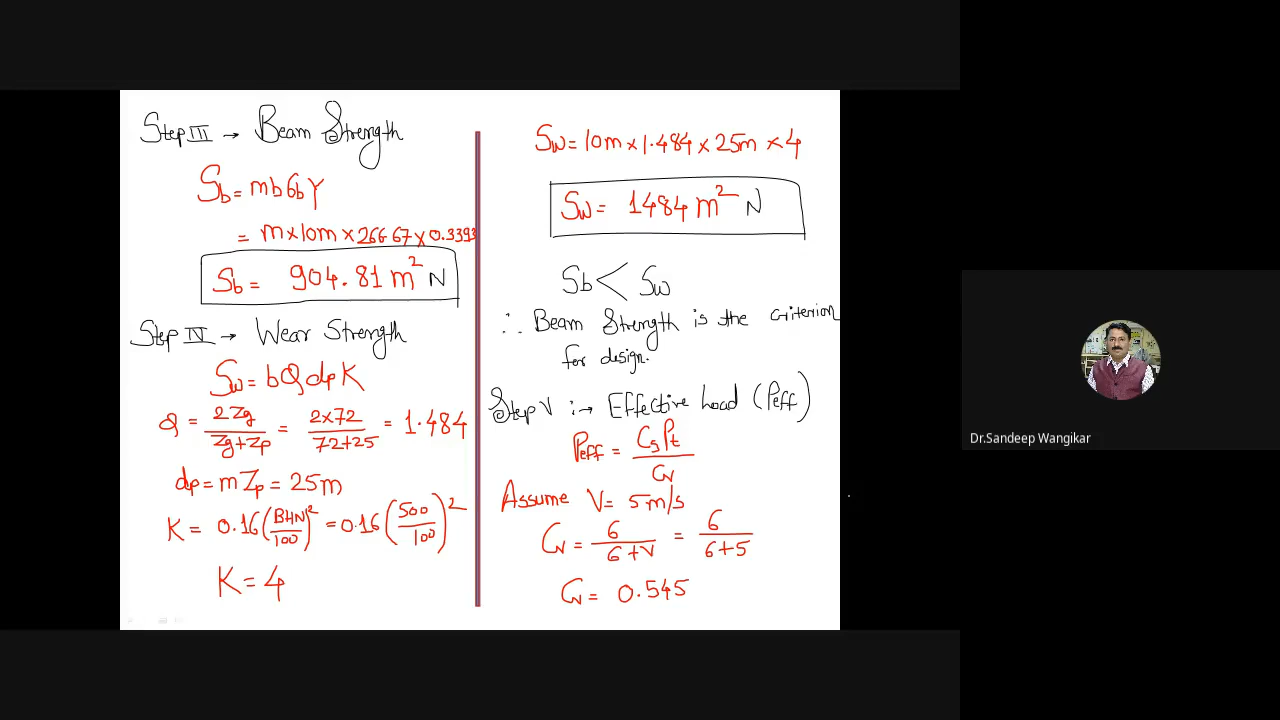 Step III → Beam Strength
Sb = mbσbY
= m×10m×266.67×0.3393
Sb = 904.81 m² N
Step IV → Wear Strength
Sw = bQdpK
Q = 2Zg/(Zg+Zp) = 2×72/(72+25) = 1.484
dp = mZp = 25m
K = 0.16(BHN/100)² = 0.16(500/100)²
K = 4
Sw = 10m×1.484×25m×4
Sw = 1484 m² N
Sb < Sw
∴ Beam Strength is the criterion
for design.
Step V :→ Effective load (Peff)
Peff = CsPt/Cv
Assume V = 5 m/s
Cv = 6/(6+V) = 6/(6+5)
Cv = 0.545
Dr.Sandeep Wangikar